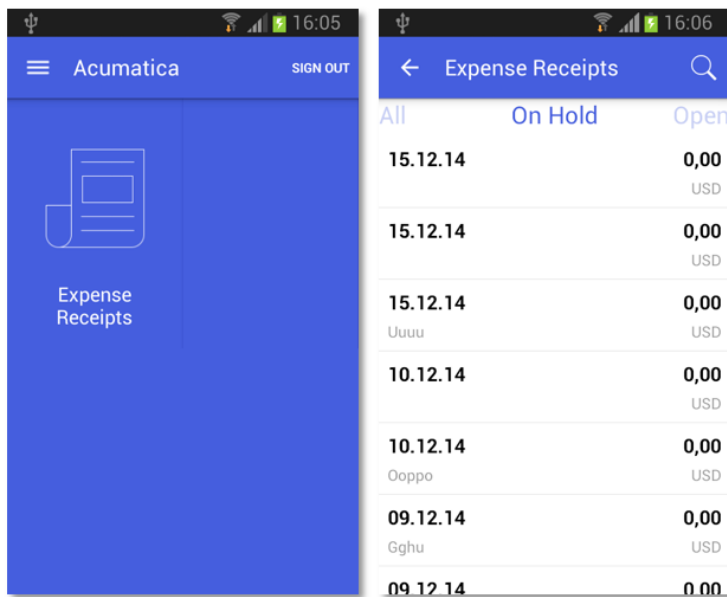 16:05
Acumatica SIGN OUT
Expense
Receipts
16:06
Expense Receipts
All On Hold Open
15.12.14 0,00
USD
15.12.14 0,00
USD
15.12.14 0,00
Uuuu USD
10.12.14 0,00
USD
10.12.14 0,00
Ooppo USD
09.12.14 0,00
Gghu USD
09.12.14 0,00